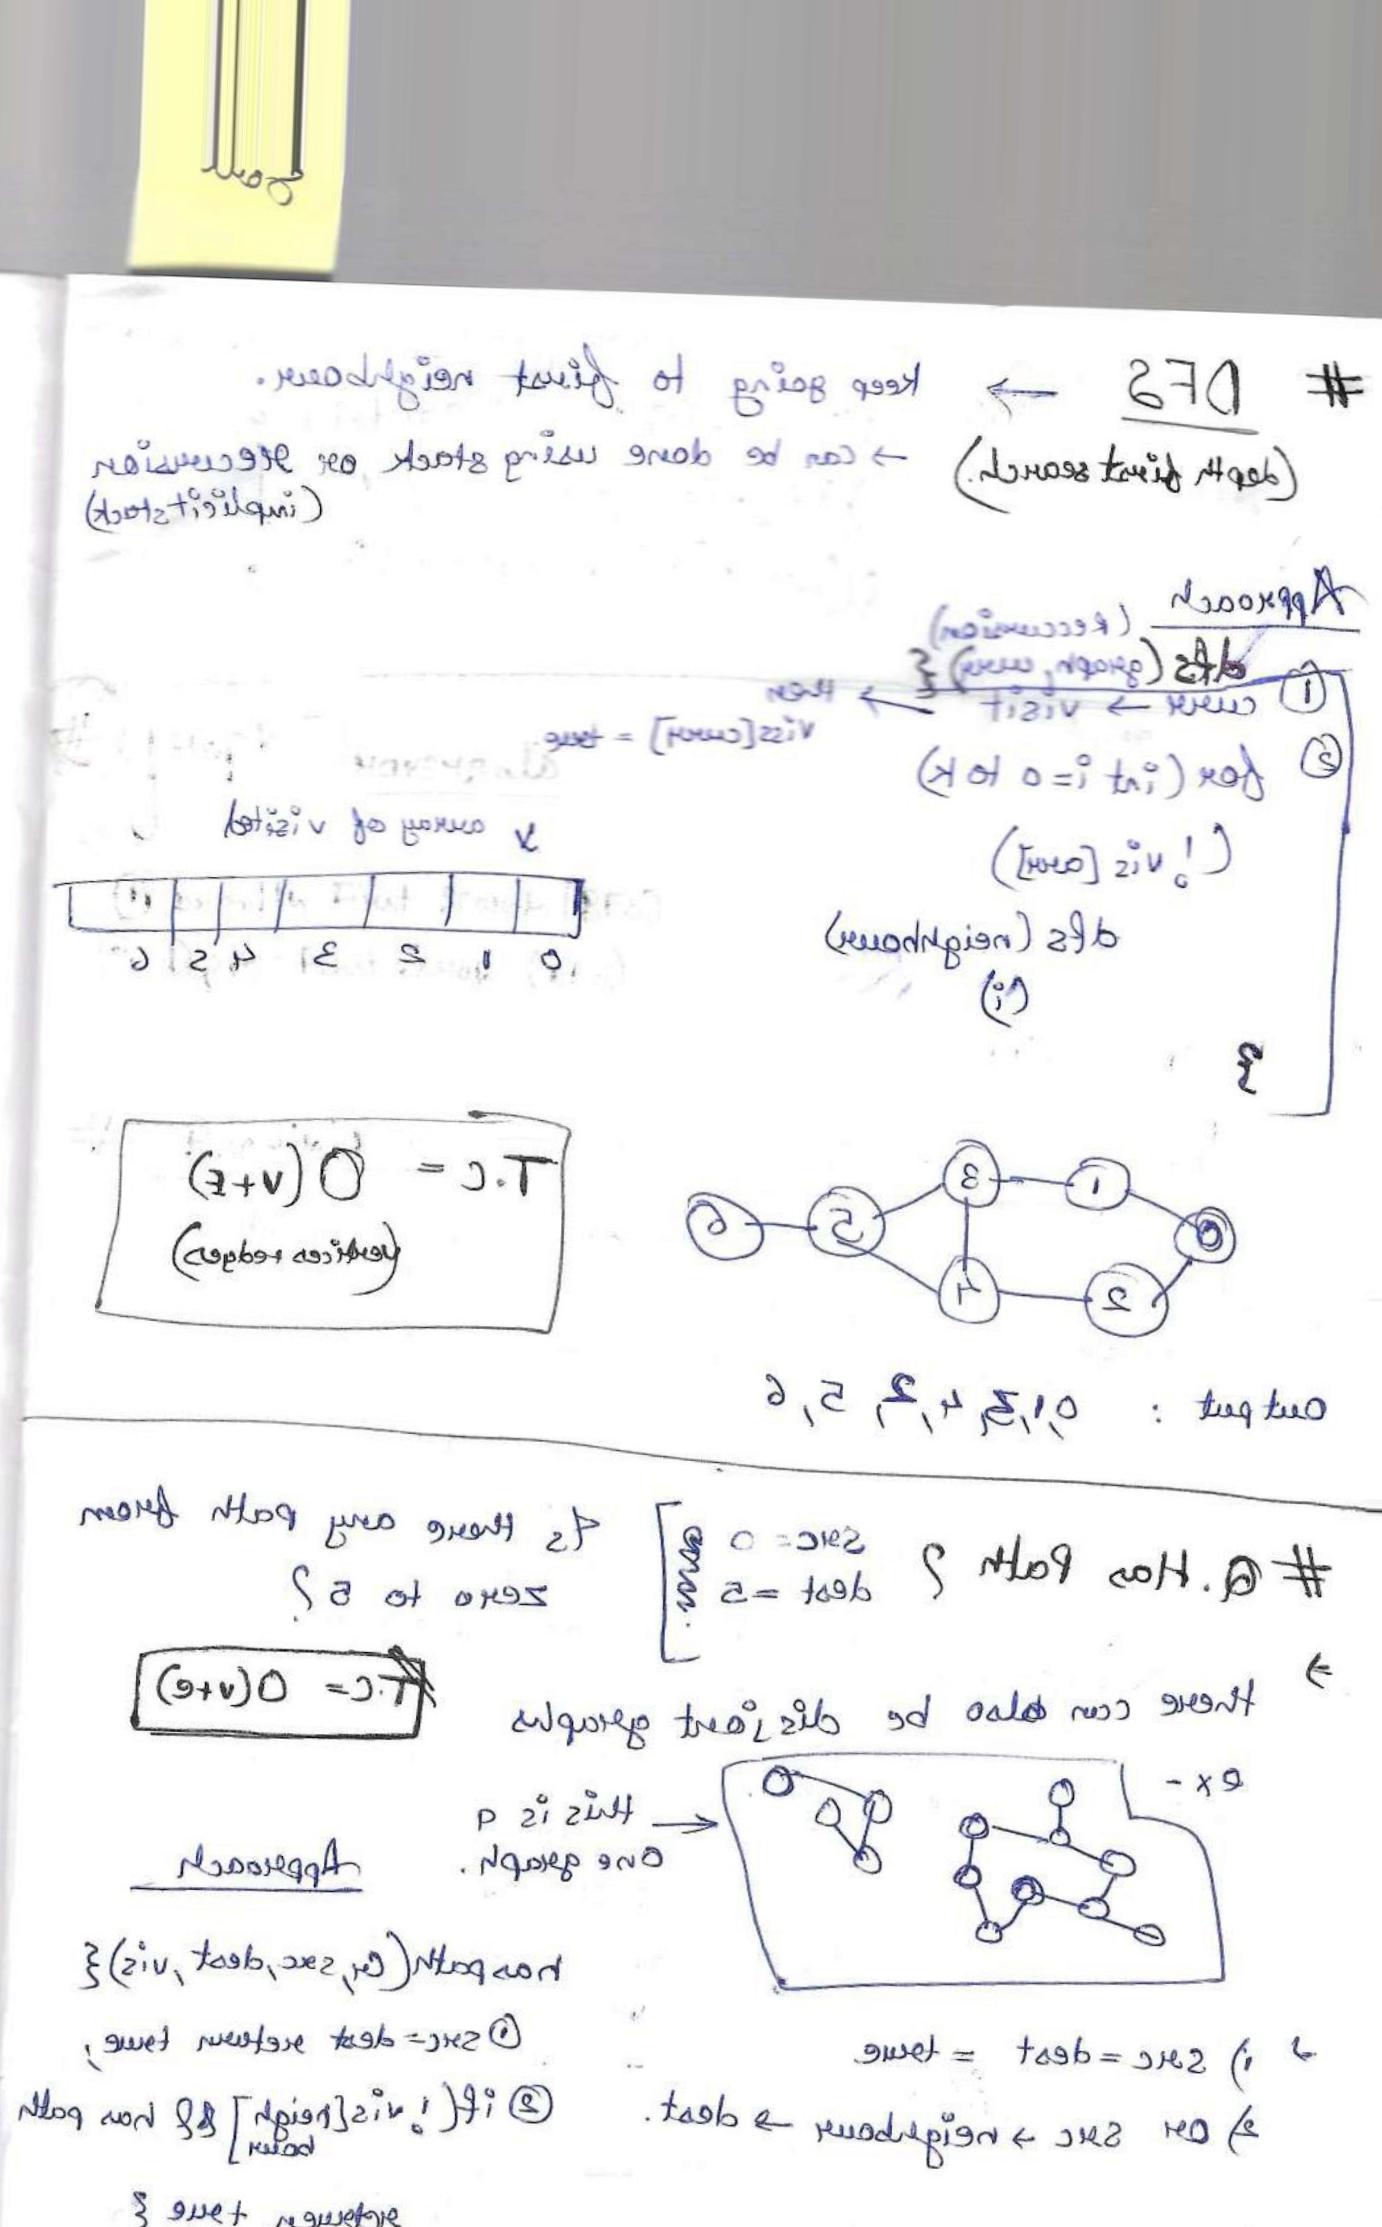 # DFS → keep going to first neighbour.
(depth first search.) → can be done using stack or recursion
(implicit stack)
Approach
(Reccursion)
dfs (graph, curr) {
① curr → visit → then
viss[curr] = true
② for (int i=0 to k)
(! vis [curr])
dfs (neighbour)
(i)
}
↳ array of visited
0 1 2 3 4 5 6
0 1 3 5 6
2 4
T.C = O(V+E)
(vertices + edges)
output : 0,1,3,4,2, 5,6
# Q. Has Path ? src = 0
dest = 5
Is there any path from
zero to 5?
→ there can also be disjoint graphs
T.C = O(v+e)
ex -
→ this is a
one graph.
1) src = dest = true
2) or src → neighbour → dest.
Approach
haspath(G, src, dest, vis){
① src = dest return true;
② if(! vis[neigh
bour] && has path
return true {